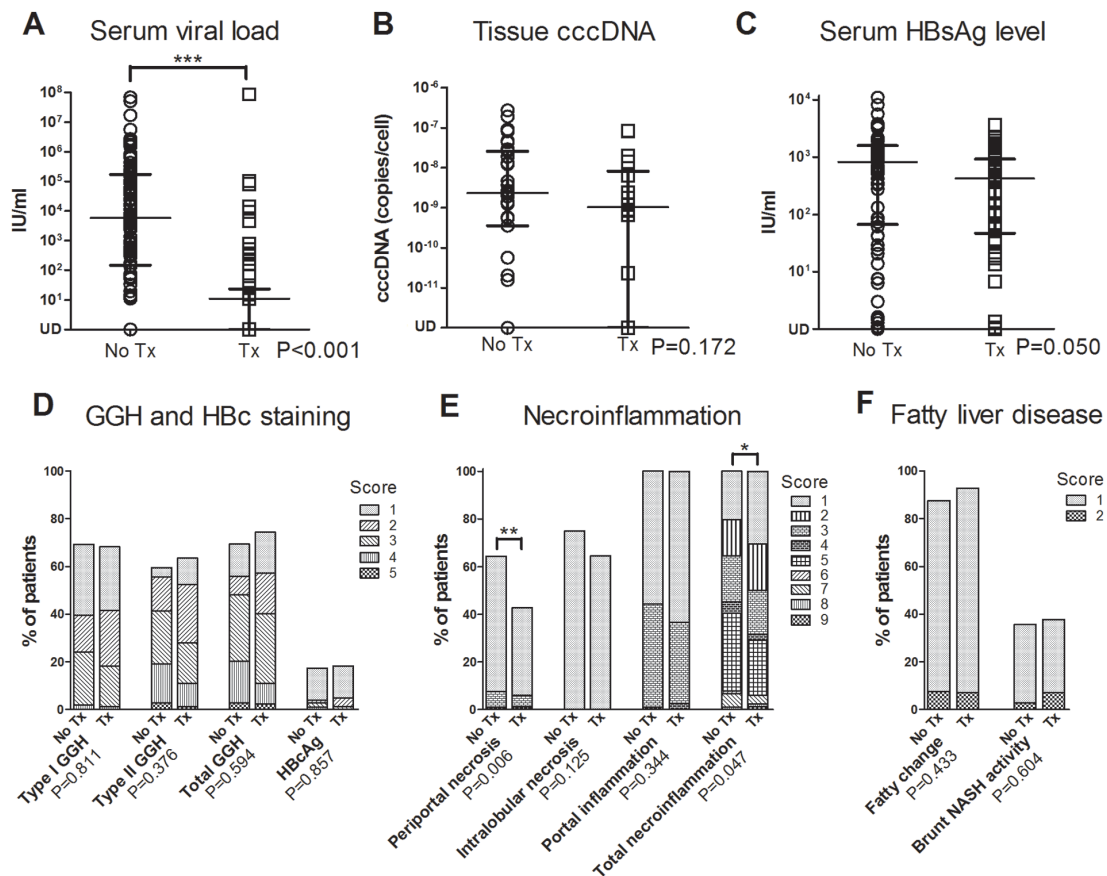 A Serum viral load
***
10⁸
10⁷
10⁶
10⁵
10⁴
10³
10²
10¹
UD
IU/ml
No Tx Tx P<0.001
B Tissue cccDNA
10⁻⁶
10⁻⁷
10⁻⁸
10⁻⁹
10⁻¹⁰
10⁻¹¹
UD
cccDNA (copies/cell)
No Tx Tx P=0.172
C Serum HBsAg level
10⁴
10³
10²
10¹
UD
IU/ml
No Tx Tx P=0.050
D GGH and HBc staining
100
80
60
40
20
0
% of patients
Score
1
2
3
4
5
No Tx Tx No Tx Tx No Tx Tx No Tx Tx
Type I GGH
P=0.811
Type II GGH
P=0.376
Total GGH
P=0.594
HBcAg
P=0.857
E Necroinflammation
100
80
60
40
20
0
% of patients
**
*
Score
1
2
3
4
5
6
7
8
9
No Tx Tx No Tx Tx No Tx Tx No Tx Tx
Periportal necrosis
P=0.006
Intralobular necrosis
P=0.125
Portal inflammation
P=0.344
Total necroinflammation
P=0.047
F Fatty liver disease
100
80
60
40
20
0
% of patients
Score
1
2
No Tx Tx No Tx Tx
Fatty change
P=0.433
Brunt NASH activity
P=0.604